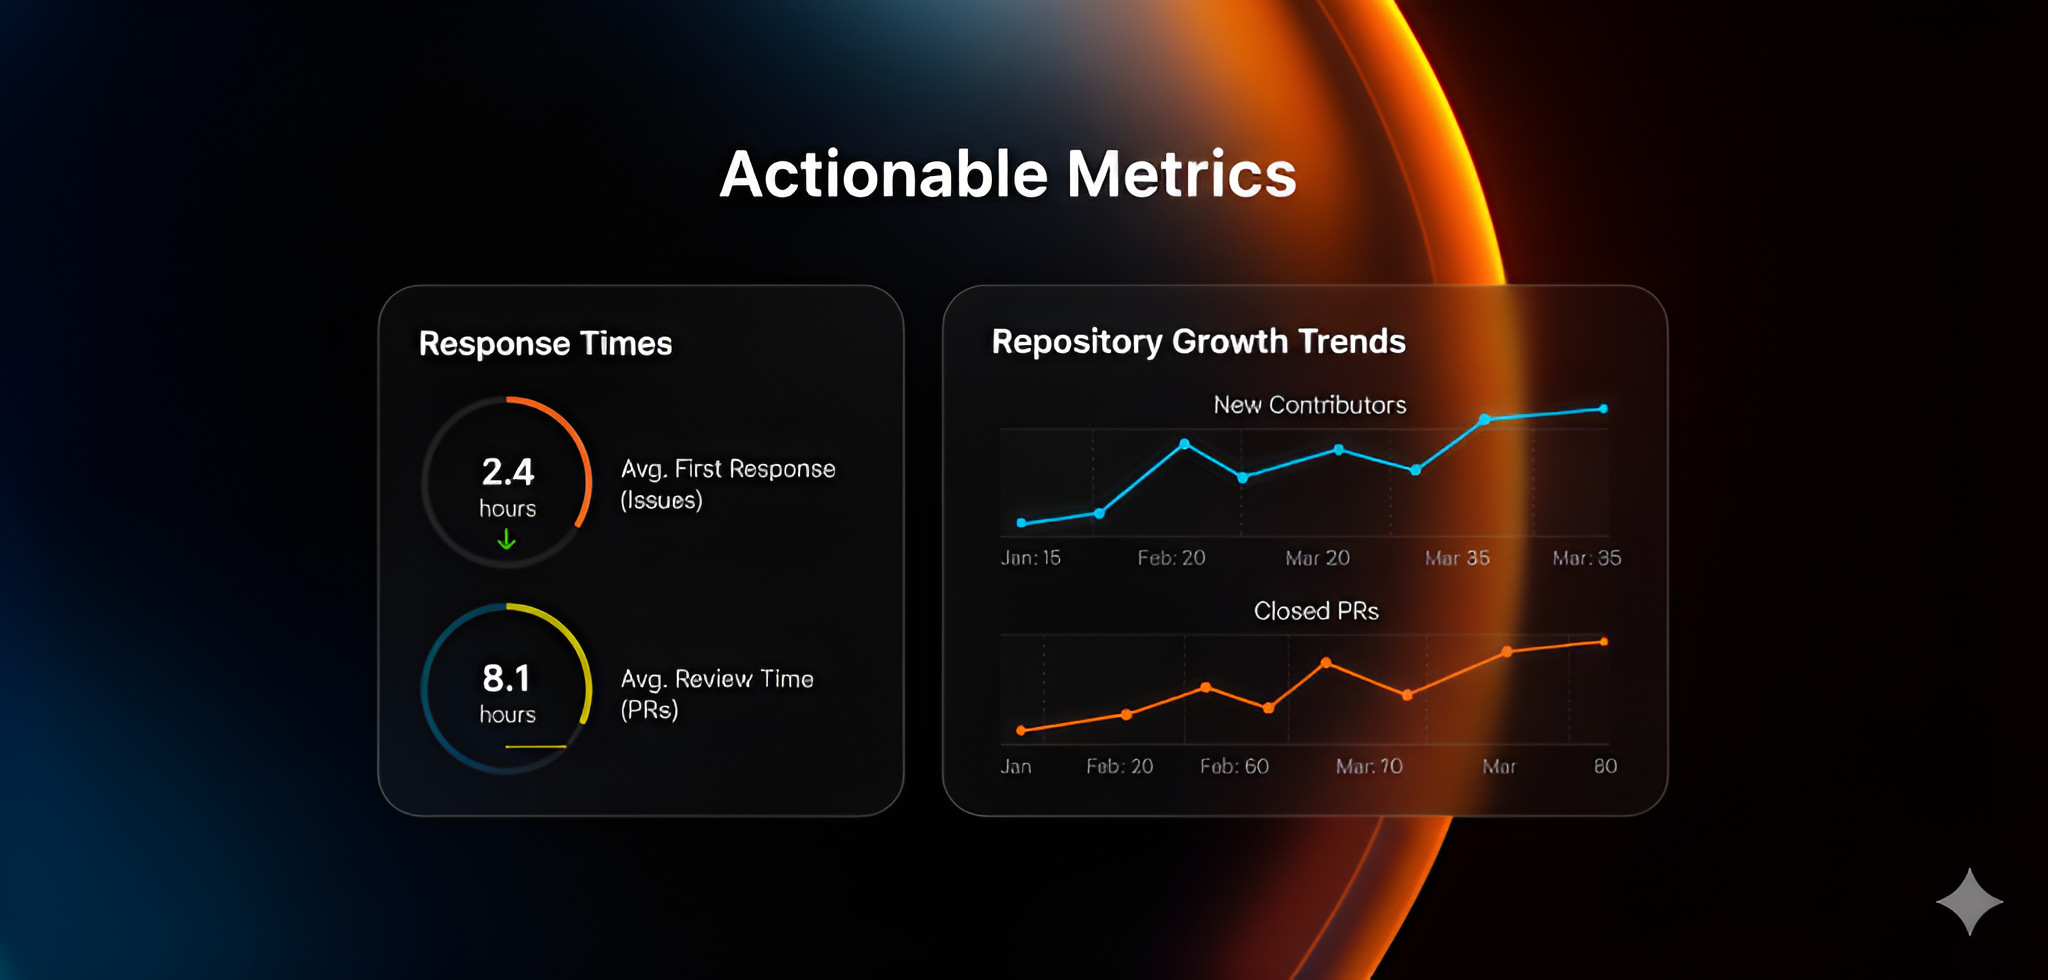 Actionable Metrics
Response Times
2.4
hours
Avg. First Response
(Issues)
8.1
hours
Avg. Review Time
(PRs)
Repository Growth Trends
New Contributors
Jan: 15 Feb: 20 Mar 20 Mar 35 Mar: 35
Closed PRs
Jan Feb: 20 Feb: 60 Mar: 70 Mar 80